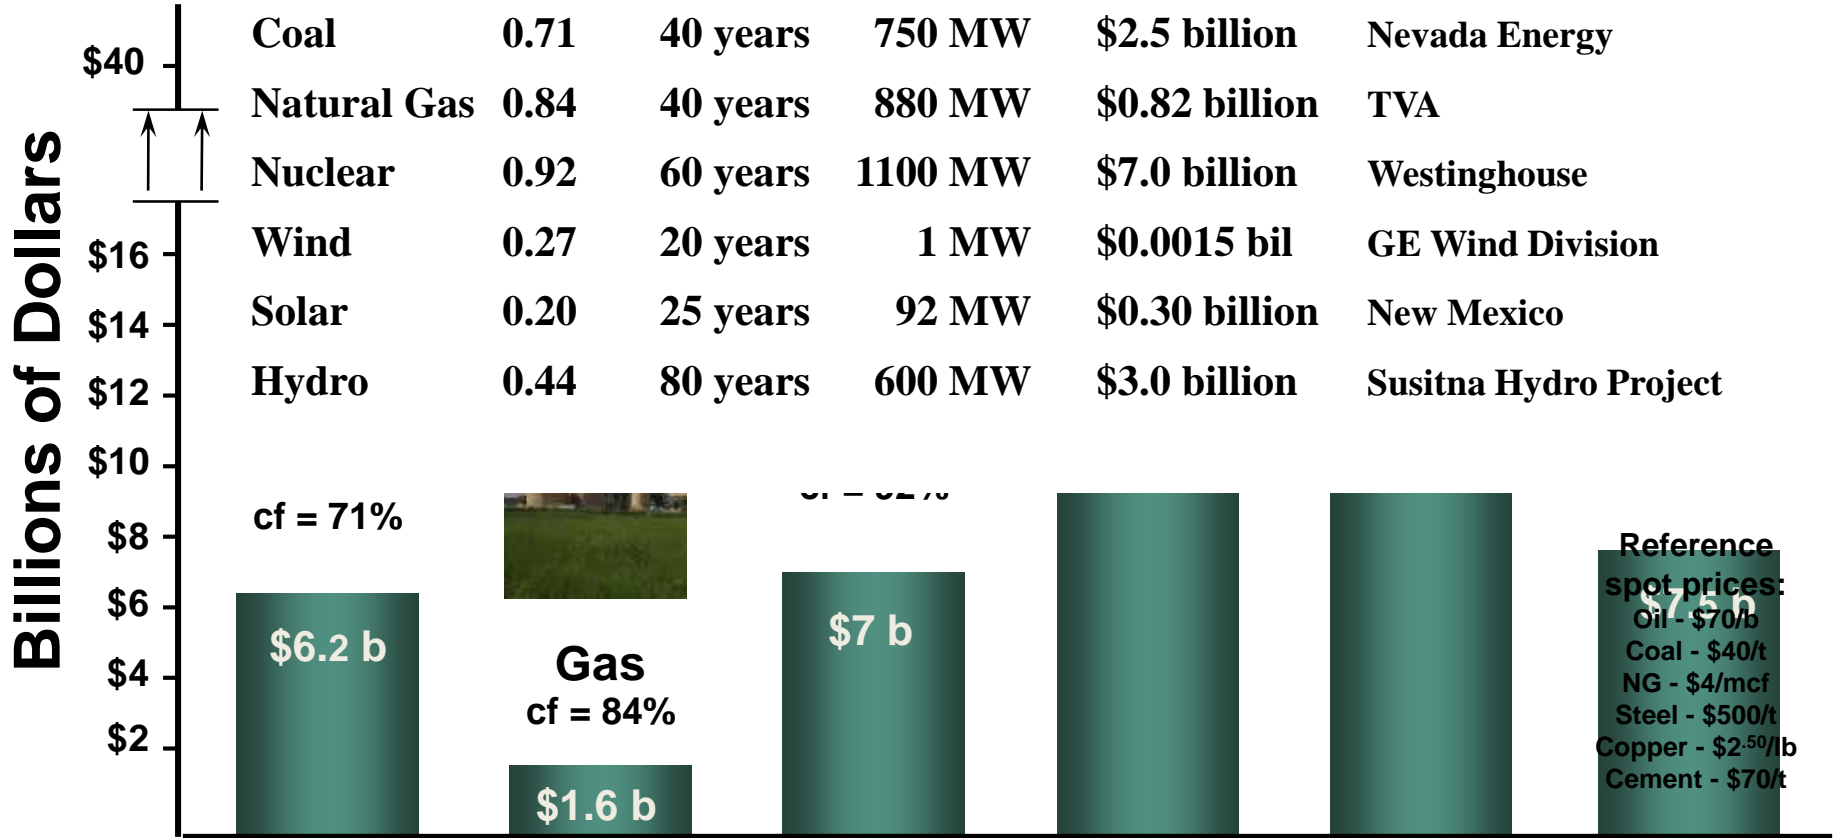 Billions of Dollars
$40
$16
$14
$12
$10
$8
$6
$4
$2
Coal 0.71 40 years 750 MW $2.5 billion Nevada Energy
Natural Gas 0.84 40 years 880 MW $0.82 billion TVA
Nuclear 0.92 60 years 1100 MW $7.0 billion Westinghouse
Wind 0.27 20 years 1 MW $0.0015 bil GE Wind Division
Solar 0.20 25 years 92 MW $0.30 billion New Mexico
Hydro 0.44 80 years 600 MW $3.0 billion Susitna Hydro Project
cf = 71%
$6.2 b
Gas
cf = 84%
$1.6 b
$7 b
$7.5 b
Reference
spot prices:
Oil - $70/b
Coal - $40/t
NG - $4/mcf
Steel - $500/t
Copper - $2.50/lb
Cement - $70/t